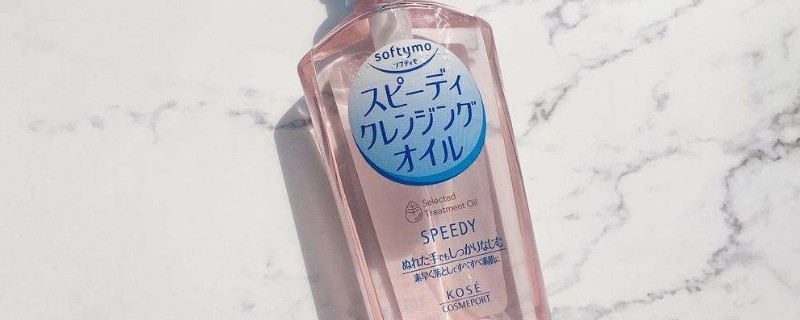 softymo
ソフティモ
スピーディ
クレンジング
オイル
Selected
Treatment Oil
SPEEDY
ぬれた手でもしっかりなじむ
素早く落としてすべすべ素肌に
KOSÉ
COSMEPORT